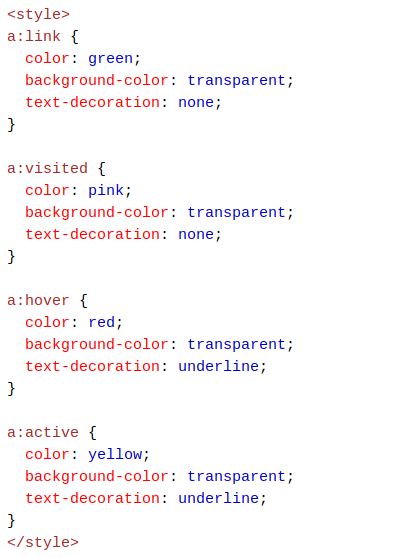 <style>
a:link {
  color: green;
  background-color: transparent;
  text-decoration: none;
}

a:visited {
  color: pink;
  background-color: transparent;
  text-decoration: none;
}

a:hover {
  color: red;
  background-color: transparent;
  text-decoration: underline;
}

a:active {
  color: yellow;
  background-color: transparent;
  text-decoration: underline;
}
</style>